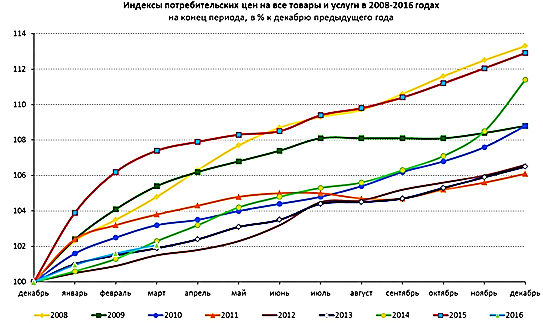 Индексы потребительских цен на все товары и услуги в 2008-2016 годах
на конец периода, в % к декабрю предыдущего года
114
112
110
108
106
104
102
100
декабрь январь февраль март апрель май июнь июль август сентябрь октябрь ноябрь декабрь
2008 2009 2010 2011 2012 2013 2014 2015 2016